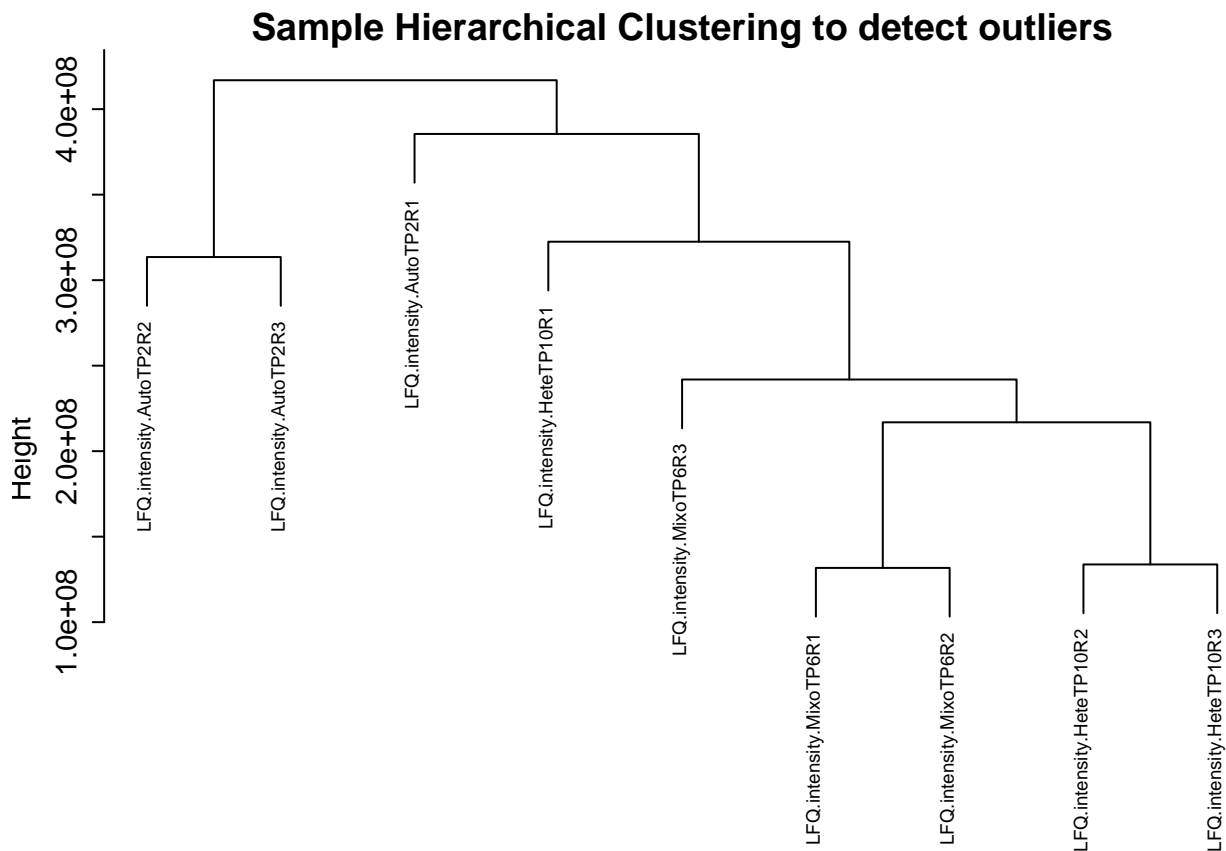 Sample Hierarchical Clustering to detect outliers
Height
4.0e+08
3.0e+08
2.0e+08
1.0e+08
LFQ.intensity.AutoTP2R2
LFQ.intensity.AutoTP2R3
LFQ.intensity.AutoTP2R1
LFQ.intensity.HeteTP10R1
LFQ.intensity.MixoTP6R3
LFQ.intensity.MixoTP6R1
LFQ.intensity.MixoTP6R2
LFQ.intensity.HeteTP10R2
LFQ.intensity.HeteTP10R3